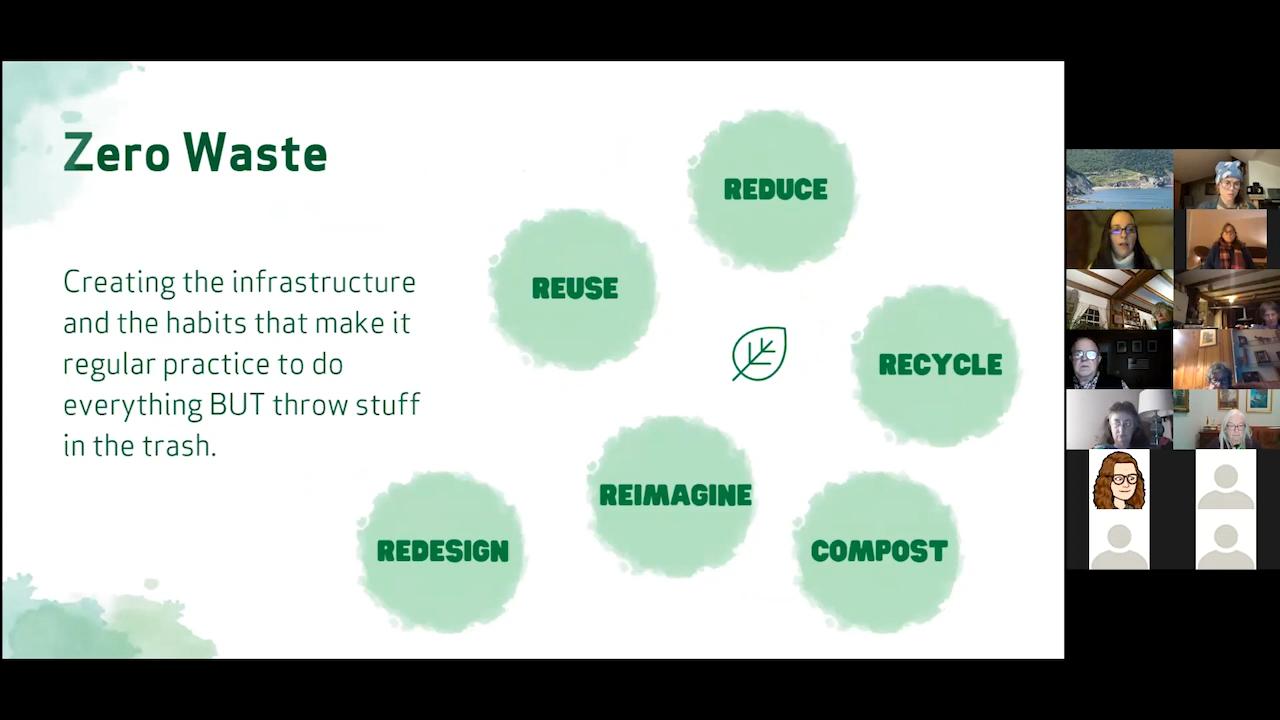 Zero Waste
Creating the infrastructure
and the habits that make it
regular practice to do
everything BUT throw stuff
in the trash.
REDUCE
REUSE
RECYCLE
REIMAGINE
REDESIGN
COMPOST